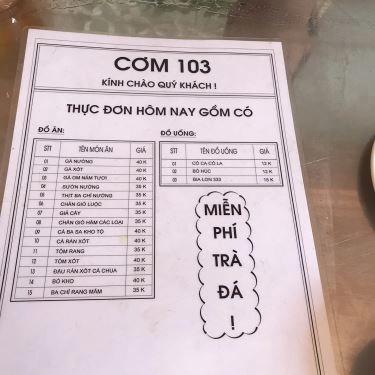 CƠM 103
KÍNH CHÀO QUÝ KHÁCH !
THỰC ĐƠN HÔM NAY GỒM CÓ
ĐỒ ĂN:
STT TÊN MÓN ĂN GIÁ
01 GÀ NƯỚNG 40 K
02 GÀ XỐT 40 K
03 GÀ OM NẤM TƯƠI 40 K
04 SƯỜN NƯỚNG 35 K
05 THỊT BA CHỈ NƯỚNG 35 K
06 CHÂN GIÒ LUỘC 35 K
07 GIẢ CẦY 35 K
08 CHÂN GIÒ HẦM CÁC LOẠI 35 K
09 CÁ BA SA KHO TỘ 40 K
10 CÁ RÁN XỐT 40 K
11 TÔM RANG 35 K
12 TÔM XỐT 40 K
13 ĐẬU RÁN XỐT CÀ CHUA 35 K
14 BÒ KHO 40 K
15 BA CHỈ RANG MẮM 35 K
ĐỒ UỐNG:
STT TÊN ĐỒ UỐNG GIÁ
01 CÔ CA CÔ LA 12 K
02 BÒ HÚC 12 K
03 BIA LON 333 15 K
MIỄN
PHÍ
TRÀ
ĐÁ
!